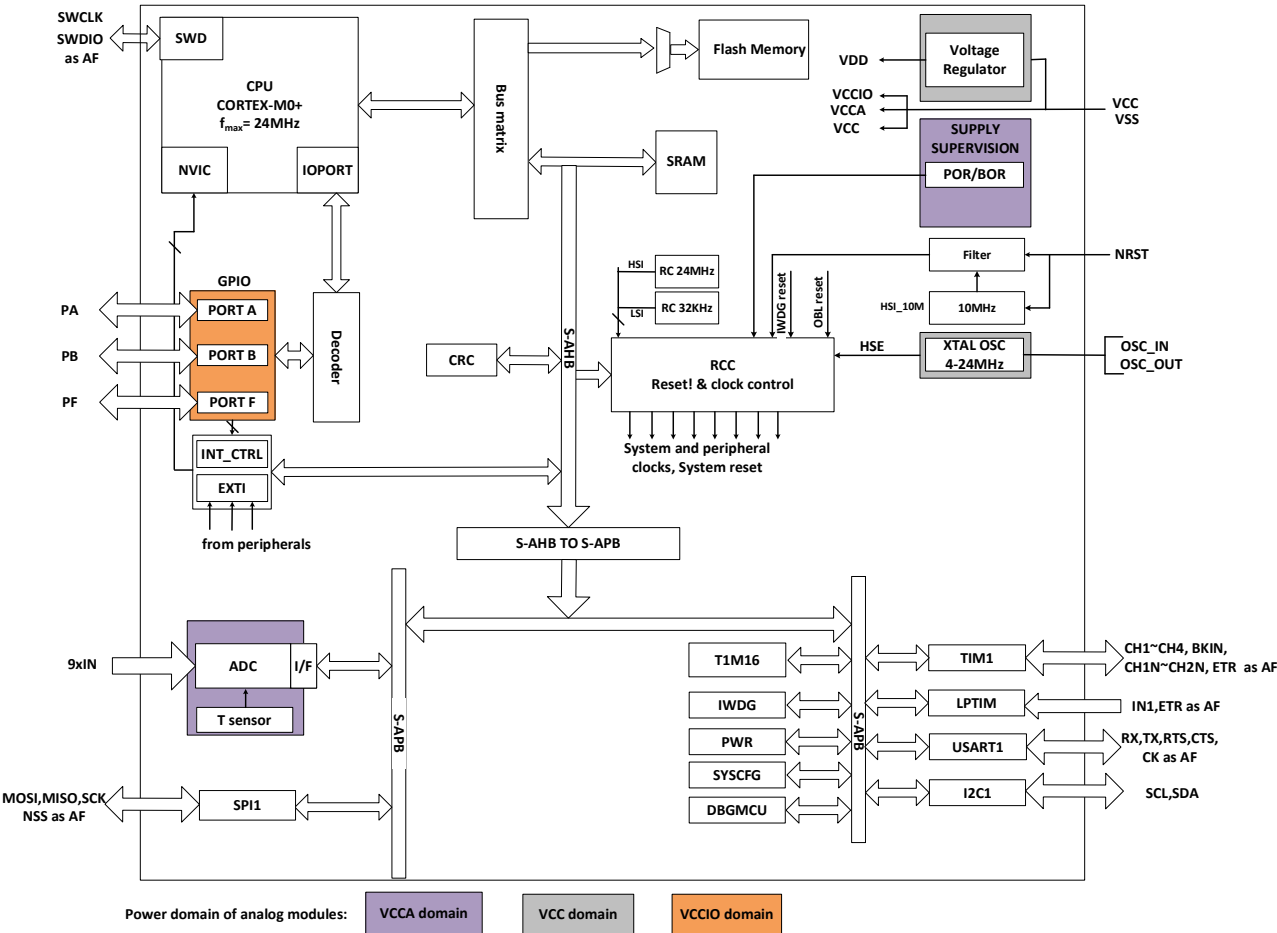 SWCLK
SWDIO
as AF
SWD
CPU
CORTEX-M0+
fmax= 24MHz
NVIC
IOPORT
Bus matrix
Flash Memory
SRAM
VDD
Voltage
Regulator
VCCIO
VCCA
VCC
VCC
VSS
SUPPLY
SUPERVISION
POR/BOR
Filter
NRST
HSI_10M
10MHz
HSI
RC 24MHz
LSI
RC 32KHz
IWDG reset
OBL reset
HSE
XTAL OSC
4-24MHz
OSC_IN
OSC_OUT
RCC
Reset! & clock control
System and peripheral
clocks, System reset
GPIO
PA
PORT A
PB
PORT B
PF
PORT F
Decoder
CRC
S-AHB
INT_CTRL
EXTI
from peripherals
S-AHB TO S-APB
9xIN
ADC
I/F
T sensor
S-APB
MOSI,MISO,SCK
NSS as AF
SPI1
T1M16
IWDG
PWR
SYSCFG
DBGMCU
S-APB
TIM1
CH1~CH4, BKIN,
CH1N~CH2N, ETR as AF
LPTIM
IN1,ETR as AF
USART1
RX,TX,RTS,CTS,
CK as AF
I2C1
SCL,SDA
Power domain of analog modules:
VCCA domain
VCC domain
VCCIO domain